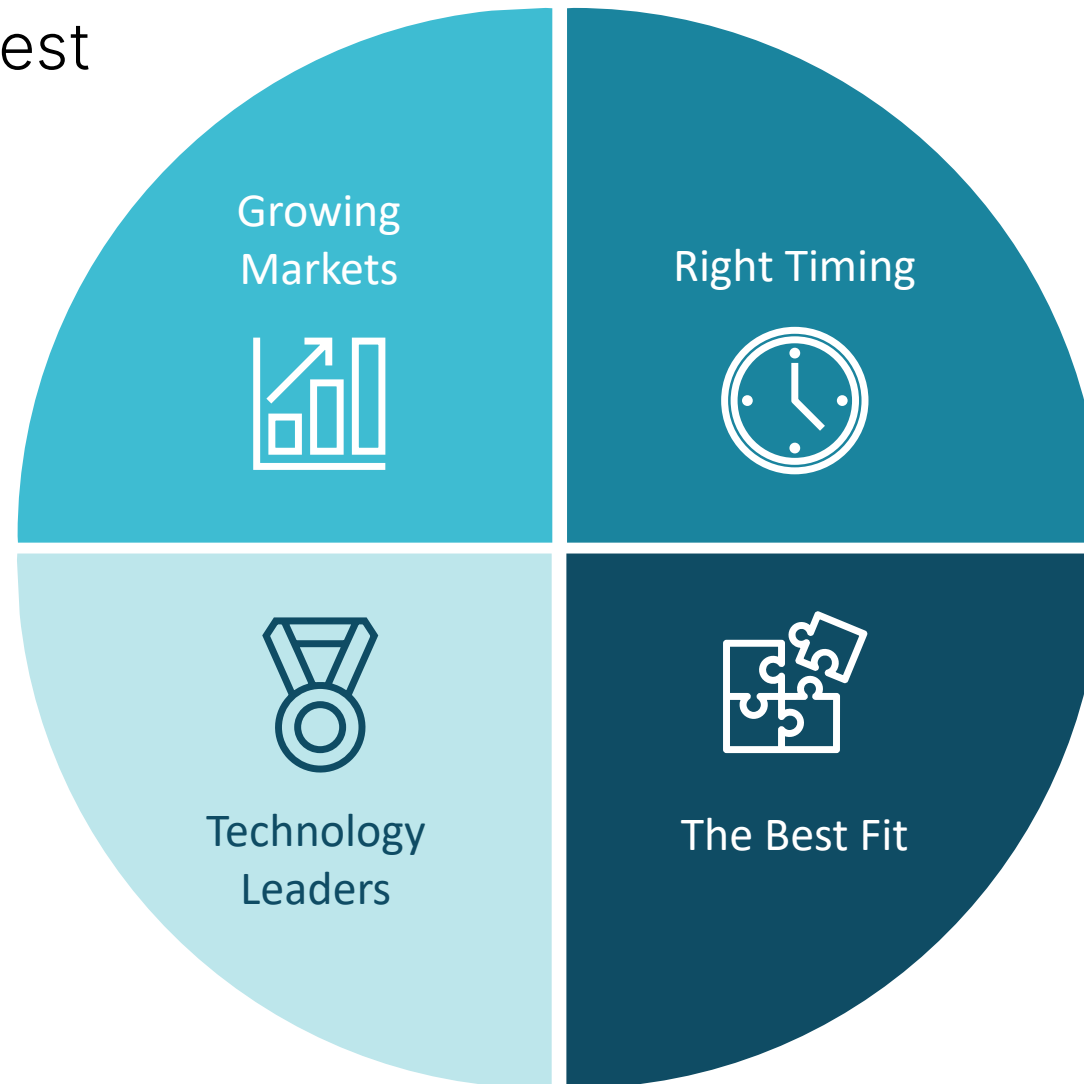 est
Growing
Markets
Right Timing
Technology
Leaders
The Best Fit